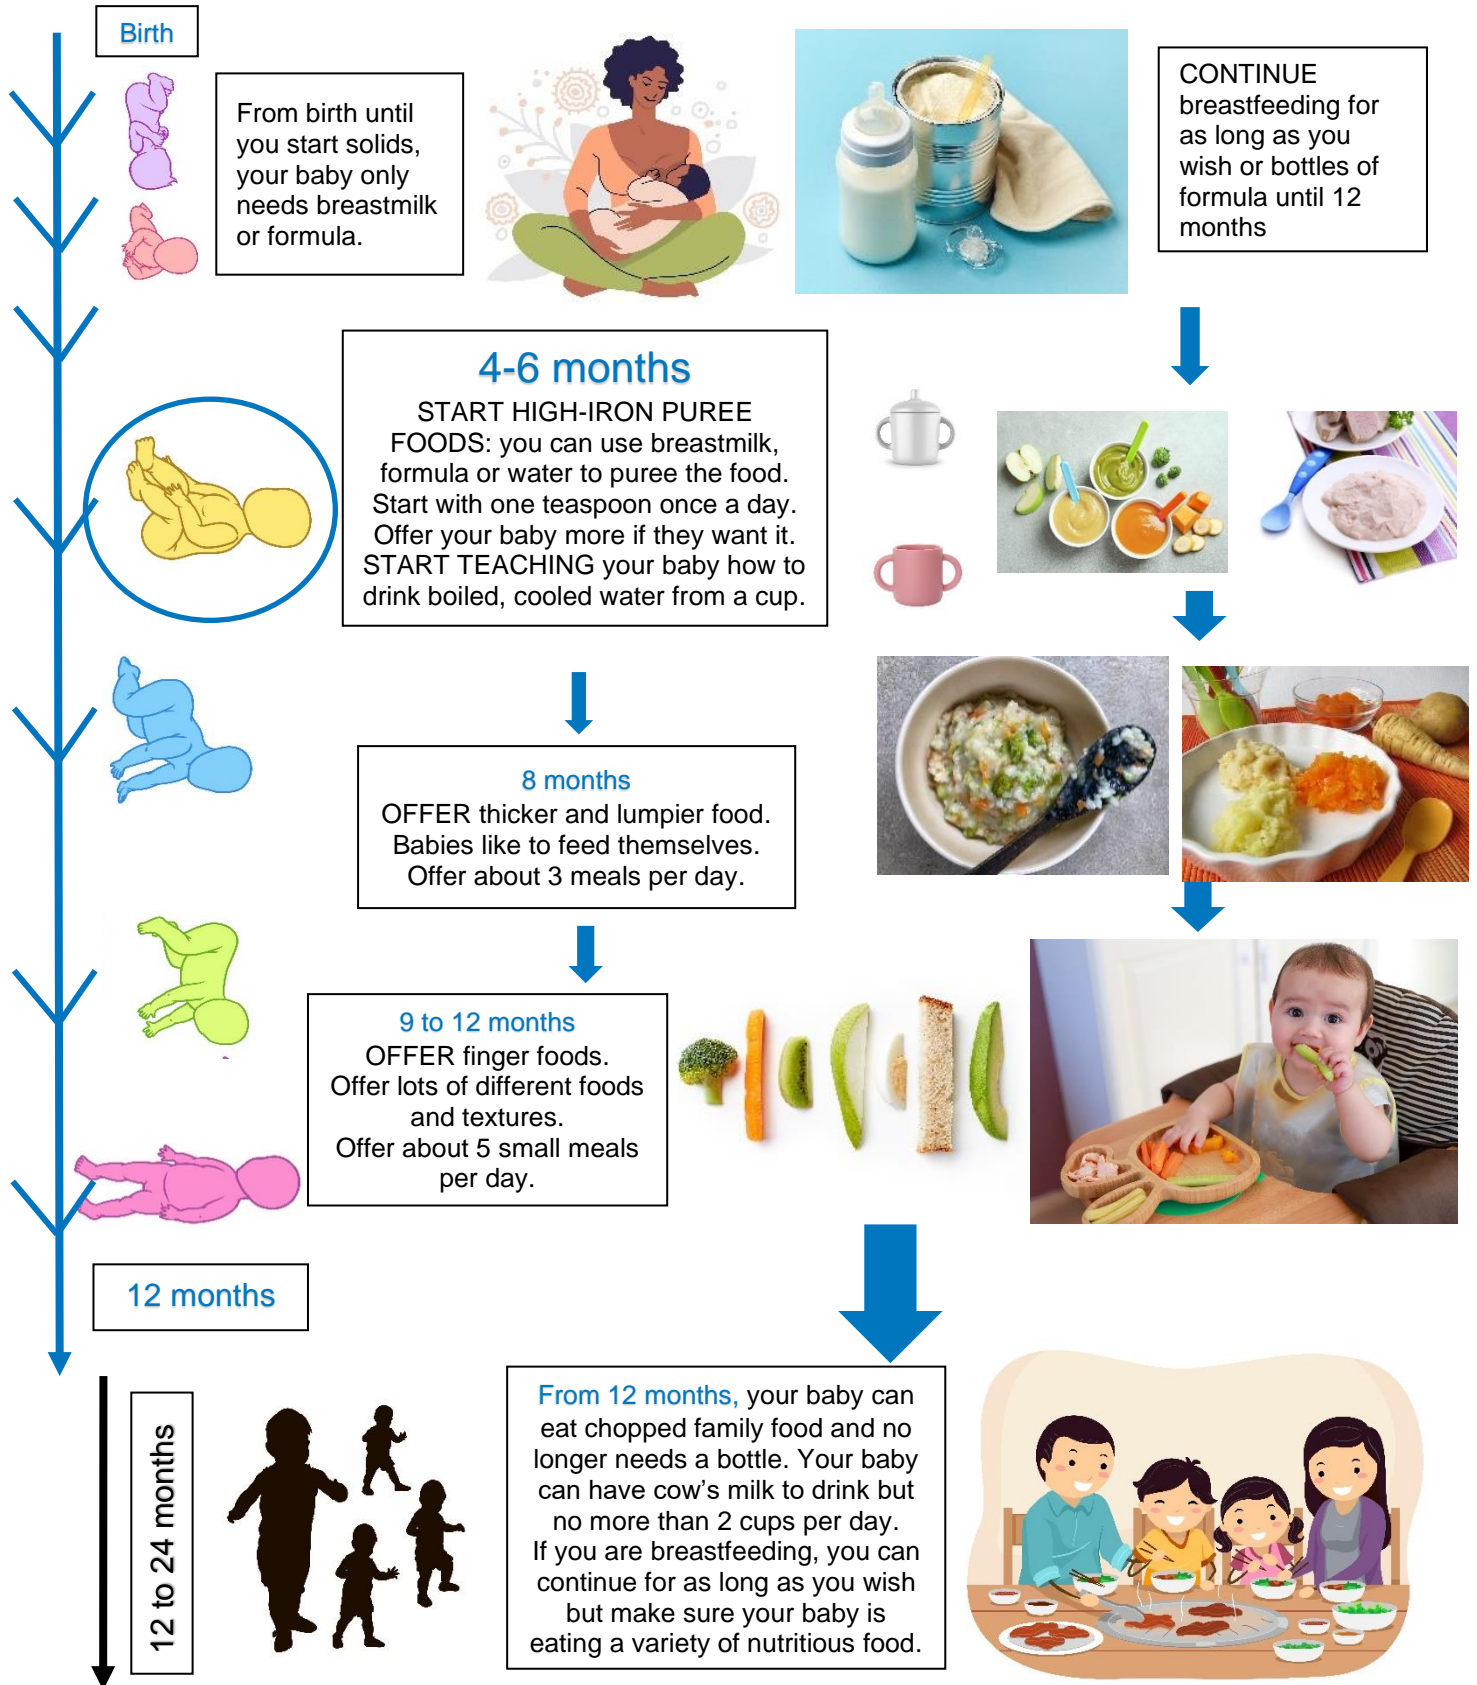 Birth
From birth until
you start solids,
your baby only
needs breastmilk
or formula.
CONTINUE
breastfeeding for
as long as you
wish or bottles of
formula until 12
months
4-6 months
START HIGH-IRON PUREE
FOODS: you can use breastmilk,
formula or water to puree the food.
Start with one teaspoon once a day.
Offer your baby more if they want it.
START TEACHING your baby how to
drink boiled, cooled water from a cup.
8 months
OFFER thicker and lumpier food.
Babies like to feed themselves.
Offer about 3 meals per day.
9 to 12 months
OFFER finger foods.
Offer lots of different foods
and textures.
Offer about 5 small meals
per day.
12 months
12 to 24 months
From 12 months, your baby can
eat chopped family food and no
longer needs a bottle. Your baby
can have cow’s milk to drink but
no more than 2 cups per day.
If you are breastfeeding, you can
continue for as long as you wish
but make sure your baby is
eating a variety of nutritious food.